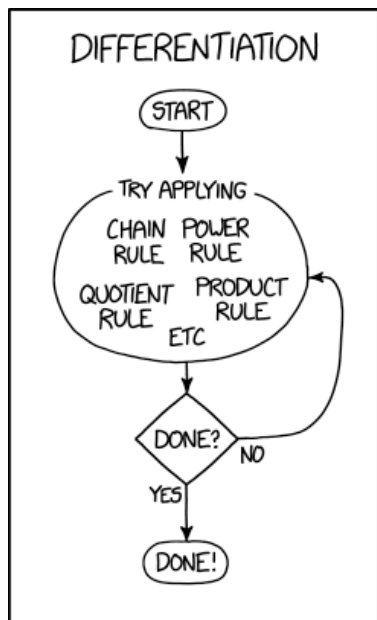 DIFFERENTIATION
START
TRY APPLYING
CHAIN POWER
RULE RULE
QUOTIENT PRODUCT
RULE RULE
ETC
DONE?
NO
YES
DONE!